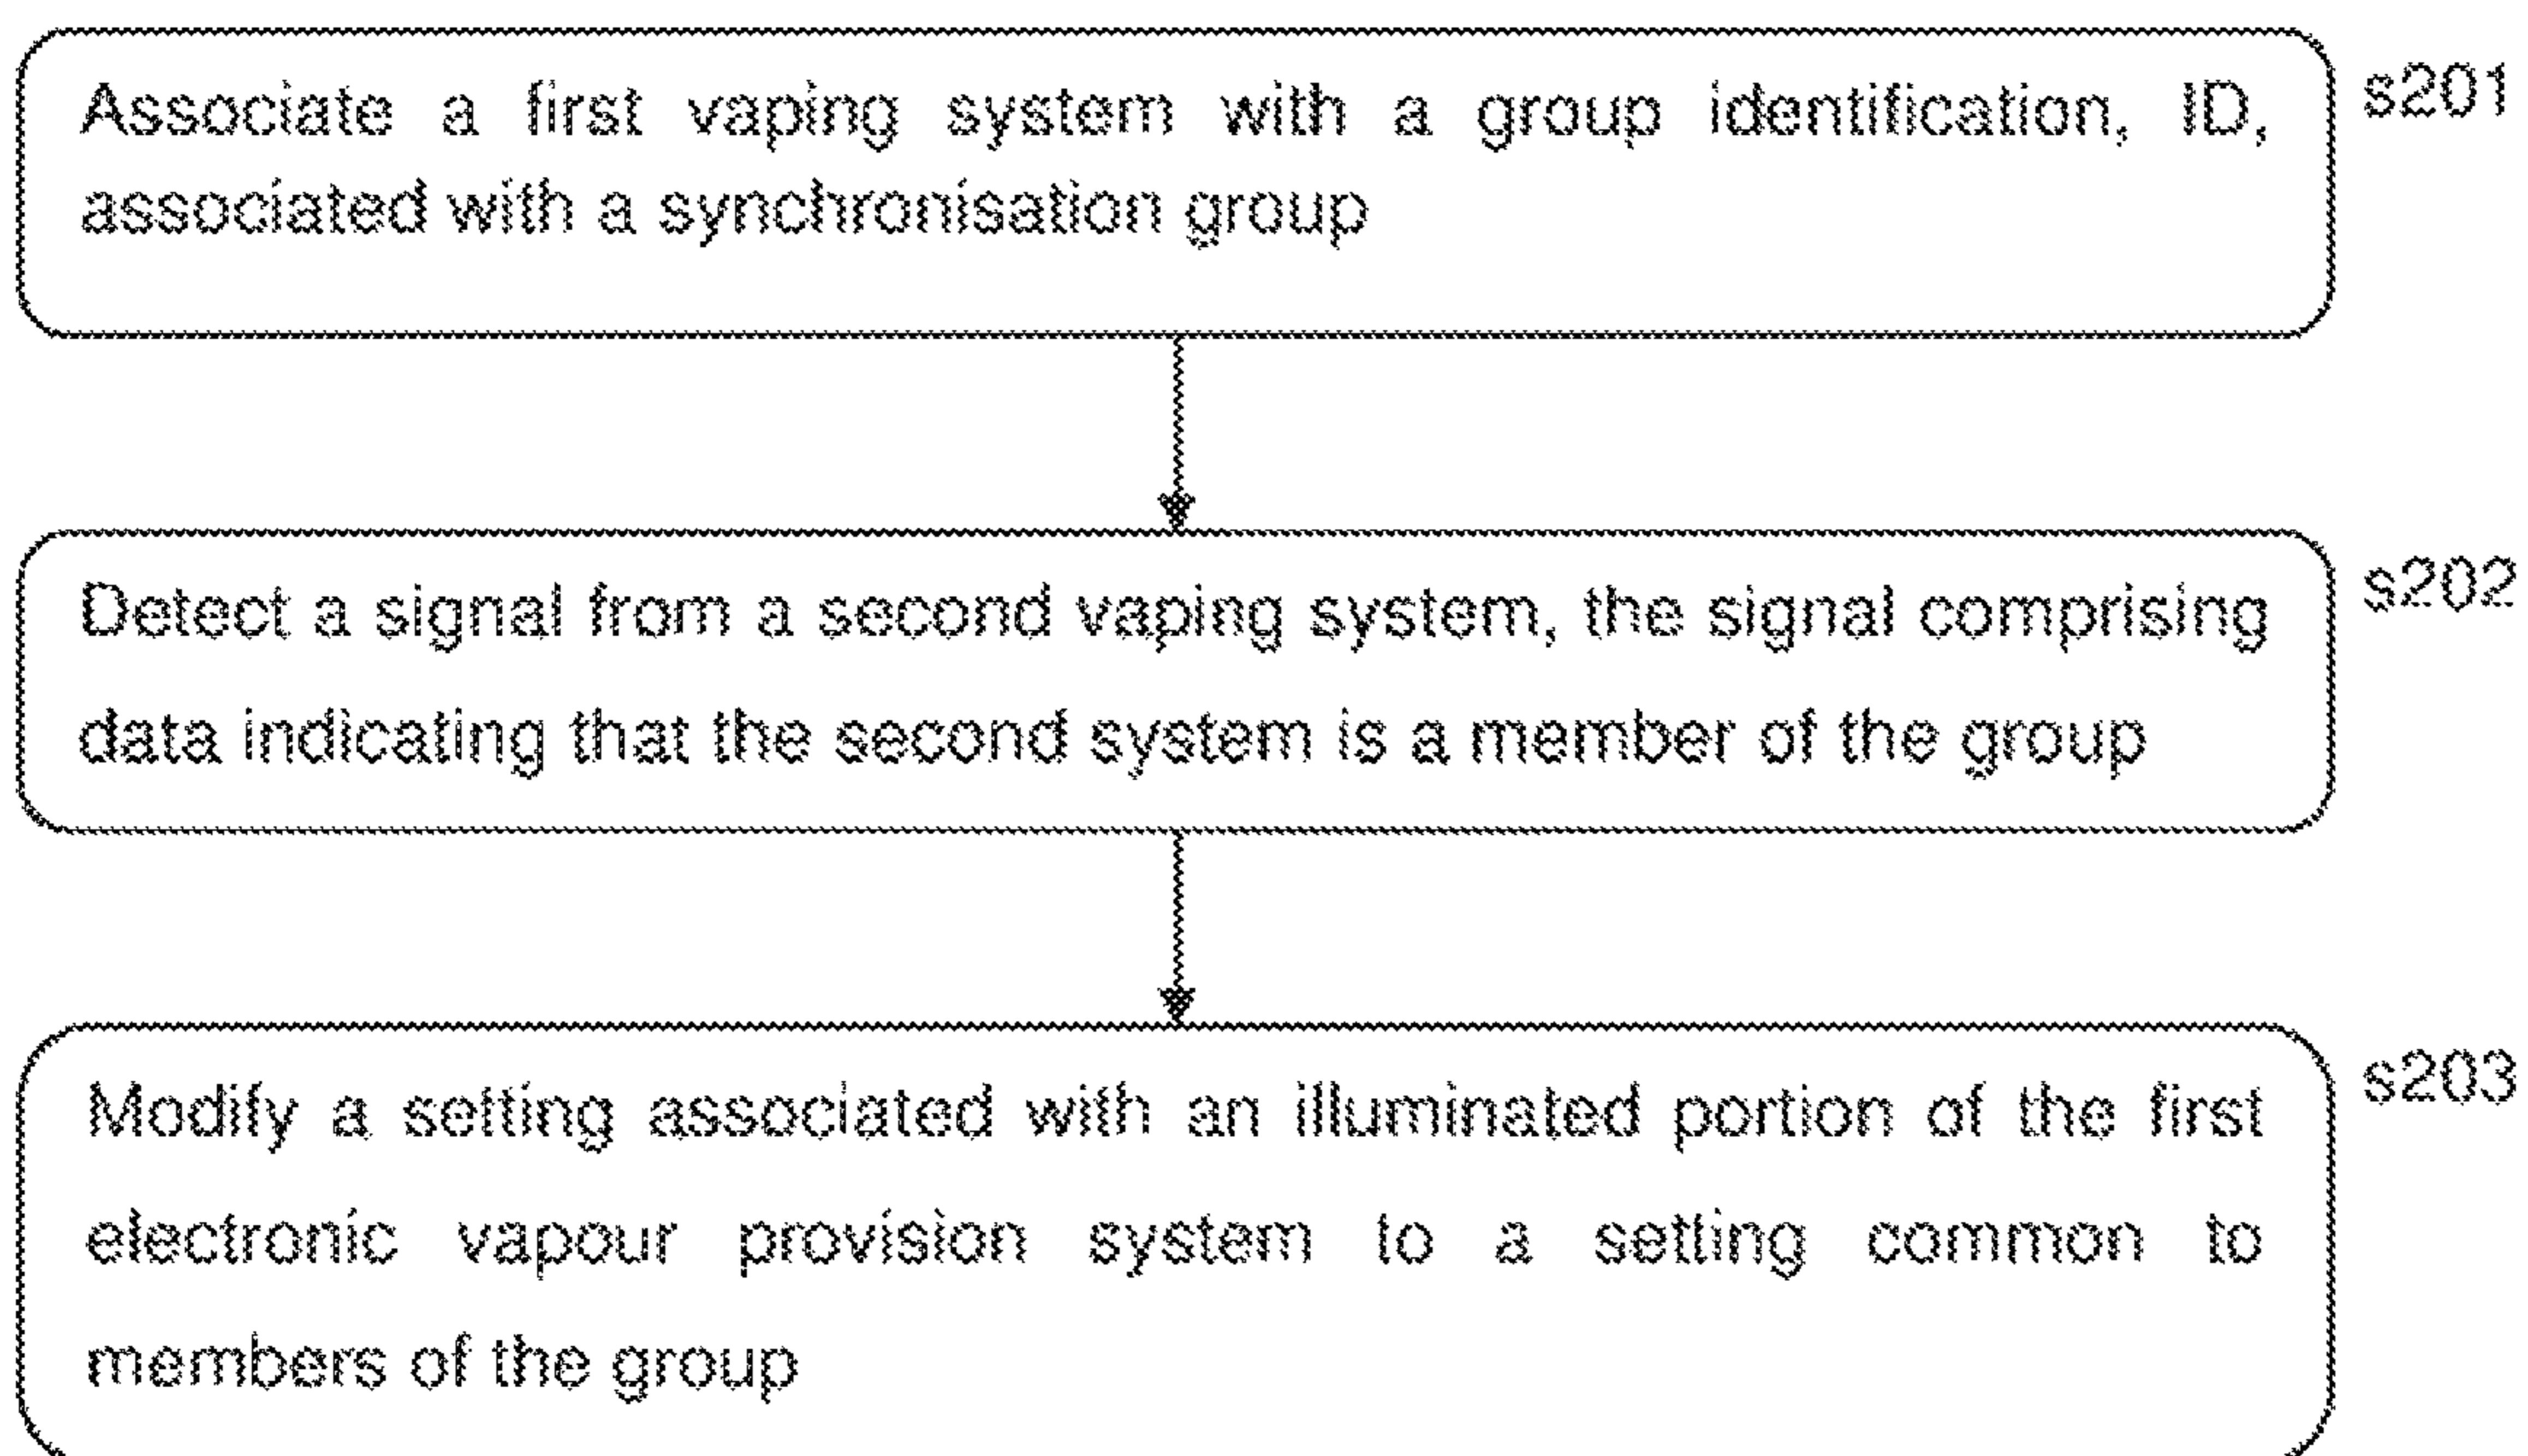 Associate a first vaping system with a group identification, ID, s201
associated with a synchronisation group
Detect a signal from a second vaping system, the signal comprising s202
data indicating that the second system is a member of the group
Modify a setting associated with an illuminated portion of the first s203
electronic vapour provision system to a setting common to
members of the group